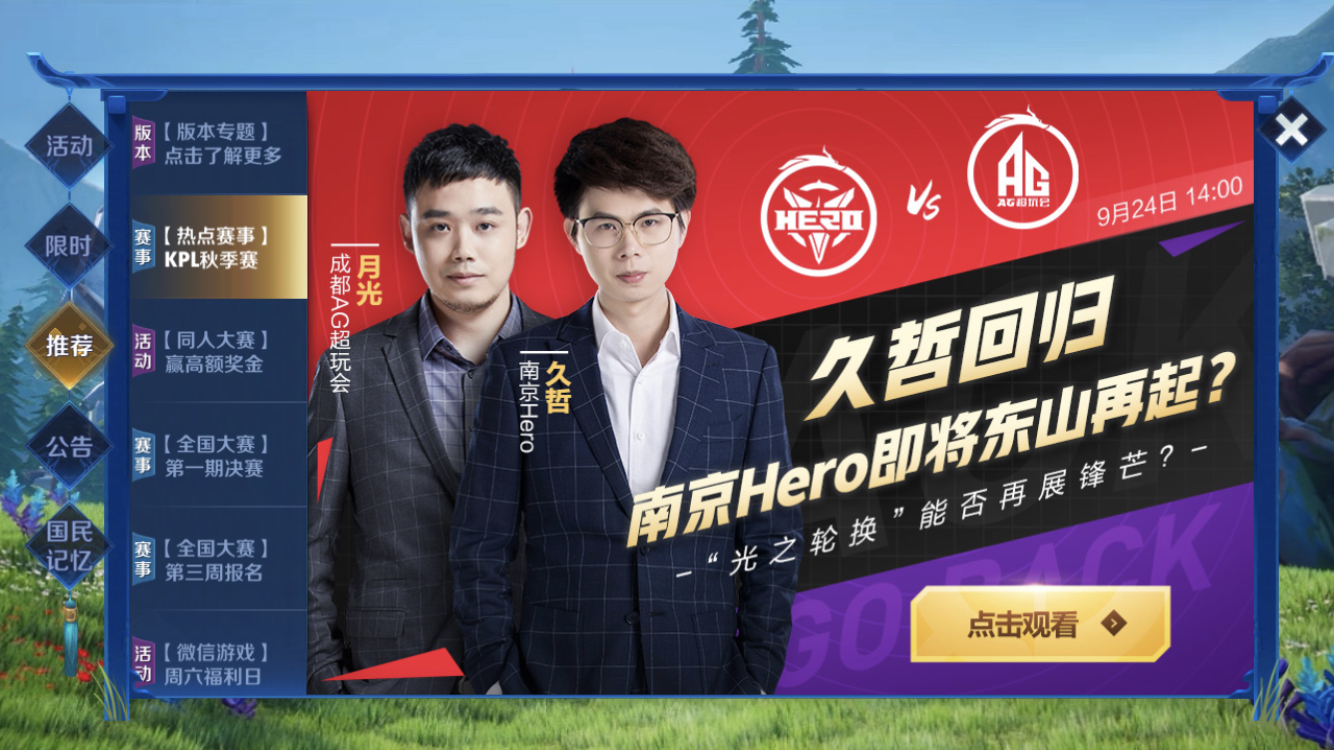 活动
限时
推荐
公告
国民
记忆
版本
【版本专题】
点击了解更多
赛事
【热点赛事】
KPL秋季赛
活动
【同人大赛】
赢高额奖金
赛事
【全国大赛】
第一期决赛
赛事
【全国大赛】
第三周报名
活动
【微信游戏】
周六福利日
月光
成都AG超玩会
久哲
南京Hero
HERO
VS
AG
AG超玩会
9月24日 14:00
久哲回归
南京Hero即将东山再起?
-“光之轮换”能否再展锋芒?-
GO BACK
点击观看